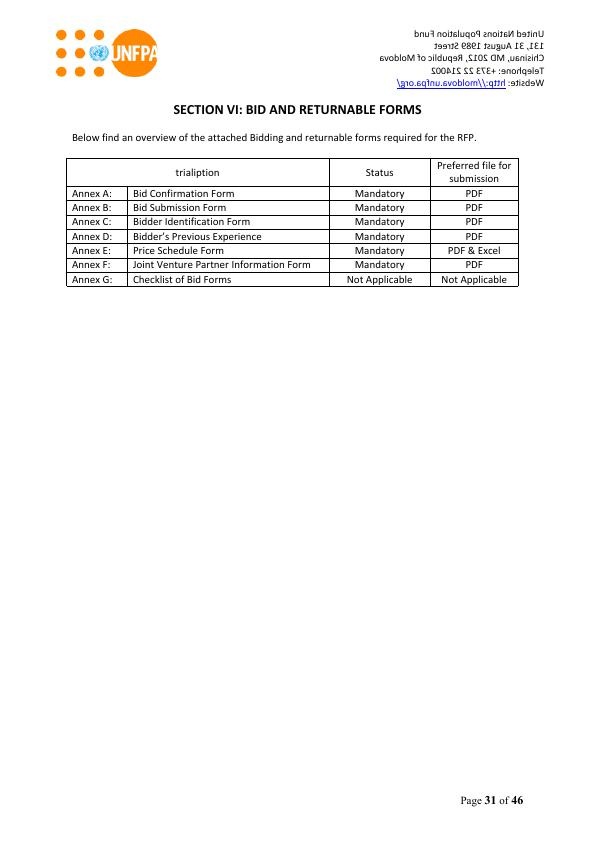 UNFPA
United Nations Population Fund
131, 31 August 1989 Street
Chisinau, MD, 2012, Republic of Moldova
Telephone: +373 22 214002
Website: http://moldova.unfpa.org/
SECTION VI: BID AND RETURNABLE FORMS
Below find an overview of the attached Bidding and returnable forms required for the RFP.
trialiption Status Preferred file for submission
Annex A: Bid Confirmation Form Mandatory PDF
Annex B: Bid Submission Form Mandatory PDF
Annex C: Bidder Identification Form Mandatory PDF
Annex D: Bidder’s Previous Experience Mandatory PDF
Annex E: Price Schedule Form Mandatory PDF & Excel
Annex F: Joint Venture Partner Information Form Mandatory PDF
Annex G: Checklist of Bid Forms Not Applicable Not Applicable
Page 31 of 46